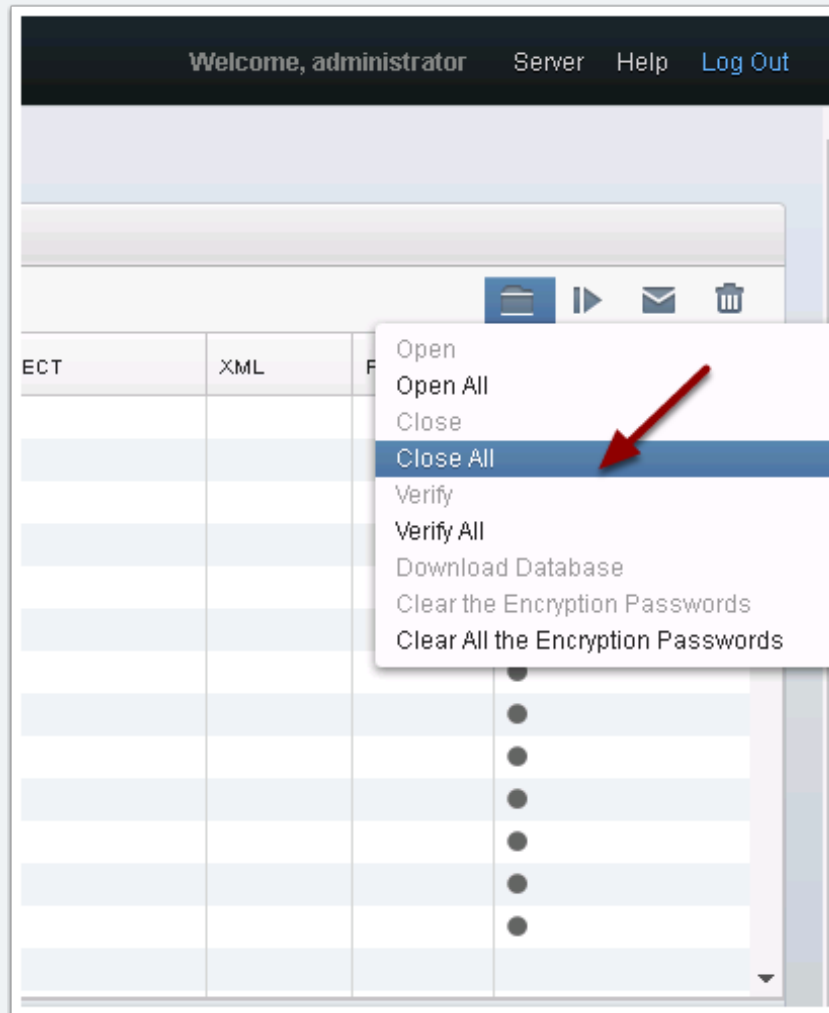 Welcome, administrator Server Help Log Out
ECT XML F
Open
Open All
Close
Close All
Verify
Verify All
Download Database
Clear the Encryption Passwords
Clear All the Encryption Passwords